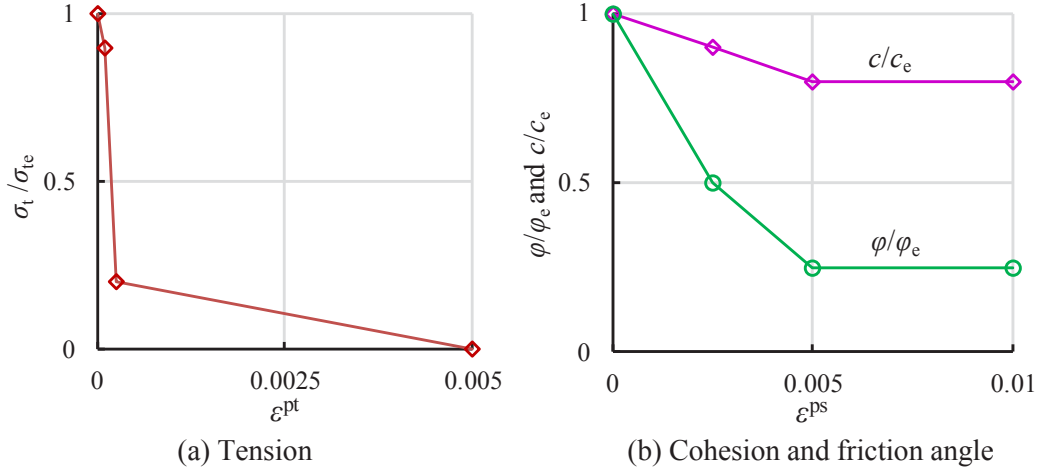 1
0.5
0
σt /σte
0
0.0025
0.005
εpt
(a) Tension
1
0.5
0
φ/φe and c/ce
c/ce
φ/φe
0
0.005
0.01
εps
(b) Cohesion and friction angle